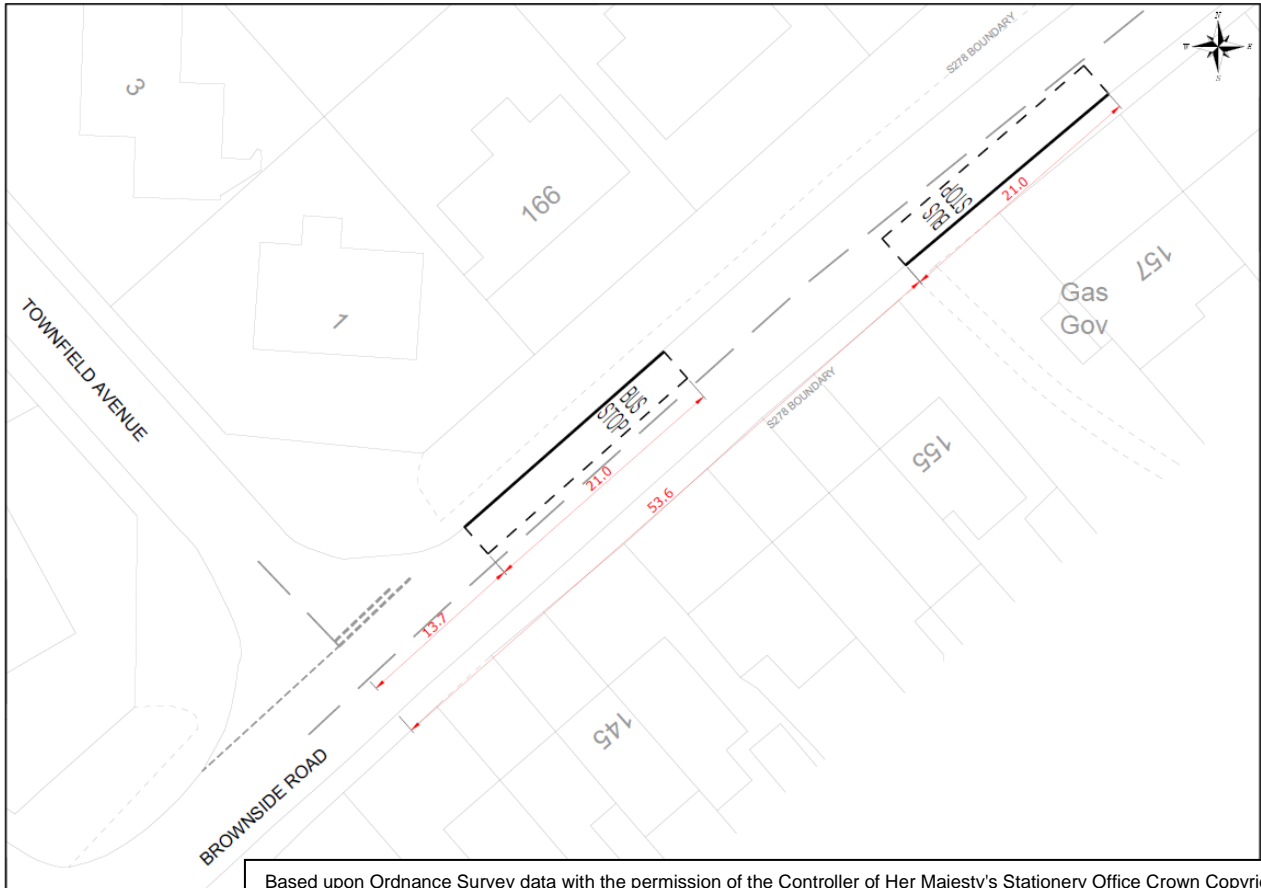 S278 BOUNDARY
N
W
E
S
3
166
21.0
BUS
STOP
157
Gas
Gov
1
TOWNFIELD AVENUE
BUS
STOP
S278 BOUNDARY
21.0
155
53.6
13.7
145
BROWNSIDE ROAD
Based upon Ordnance Survey data with the permission of the Controller of Her Majesty's Stationery Office Crown Copyri